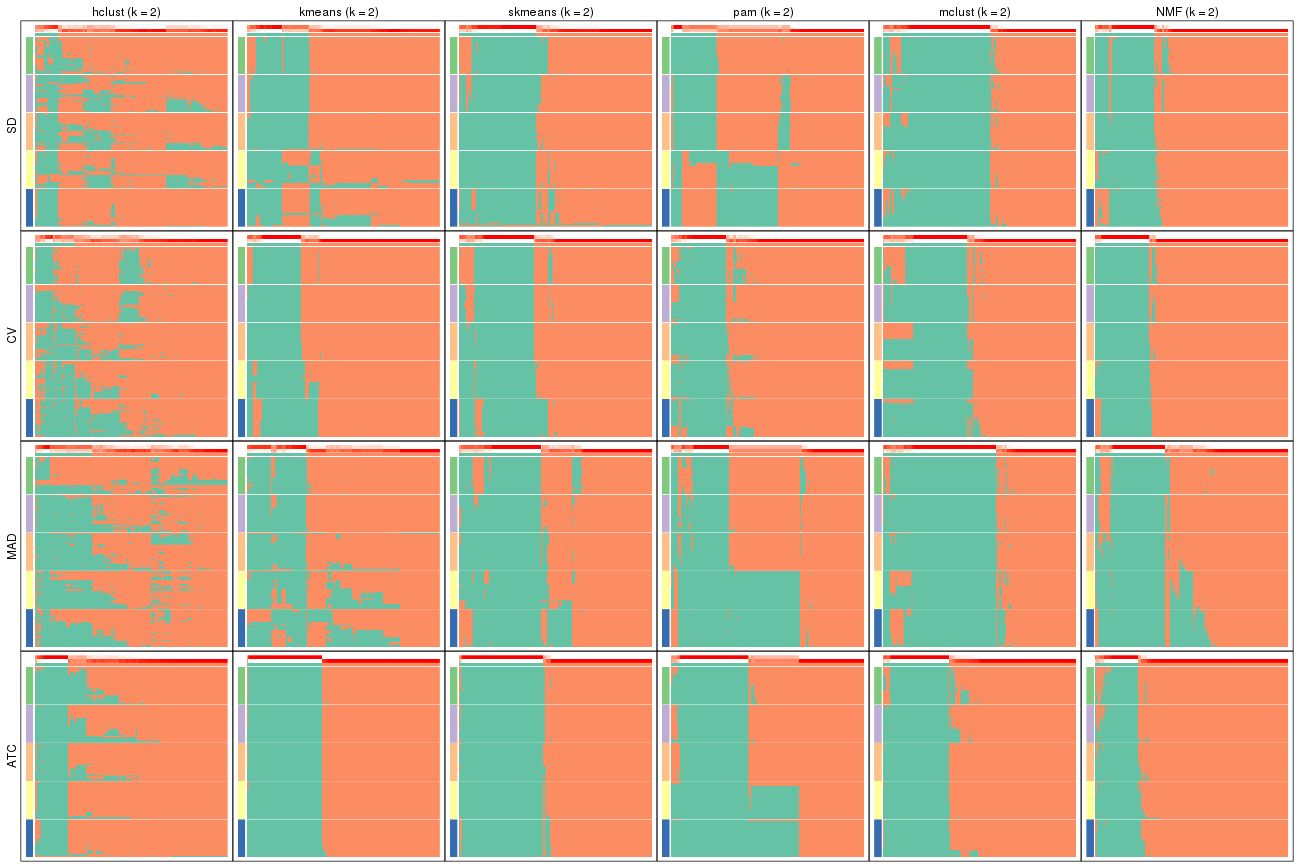 hclust (k = 2) kmeans (k = 2) skmeans (k = 2) pam (k = 2) mclust (k = 2) NMF (k = 2)
SD
CV
MAD
ATC